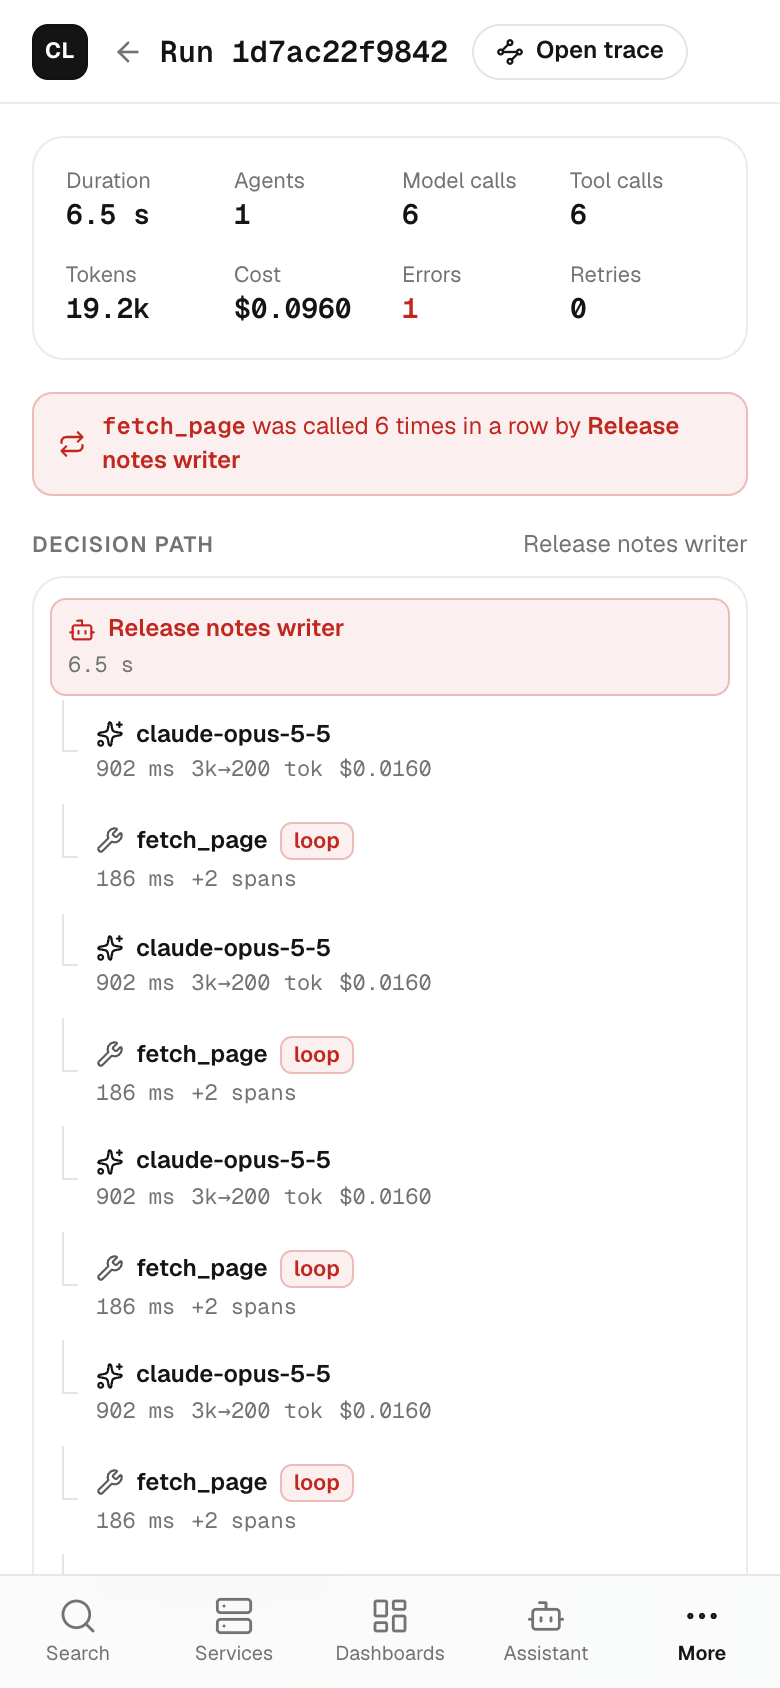 CL
Run 1d7ac22f9842
Open trace
Duration
6.5 s
Agents
1
Model calls
6
Tool calls
6
Tokens
19.2k
Cost
$0.0960
Errors
1
Retries
0
fetch_page was called 6 times in a row by Release
notes writer
DECISION PATH
Release notes writer
Release notes writer
6.5 s
claude-opus-5-5
902 ms 3k→200 tok $0.0160
fetch_page loop
186 ms +2 spans
claude-opus-5-5
902 ms 3k→200 tok $0.0160
fetch_page loop
186 ms +2 spans
claude-opus-5-5
902 ms 3k→200 tok $0.0160
fetch_page loop
186 ms +2 spans
claude-opus-5-5
902 ms 3k→200 tok $0.0160
fetch_page loop
186 ms +2 spans
Search
Services
Dashboards
Assistant
More